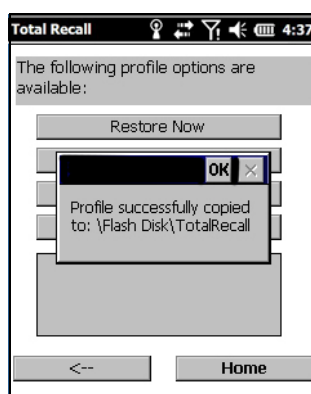 Total Recall 4:37
The following profile options are
available:
Restore Now
OK
Profile successfully copied
to: \Flash Disk\TotalRecall
<-- Home